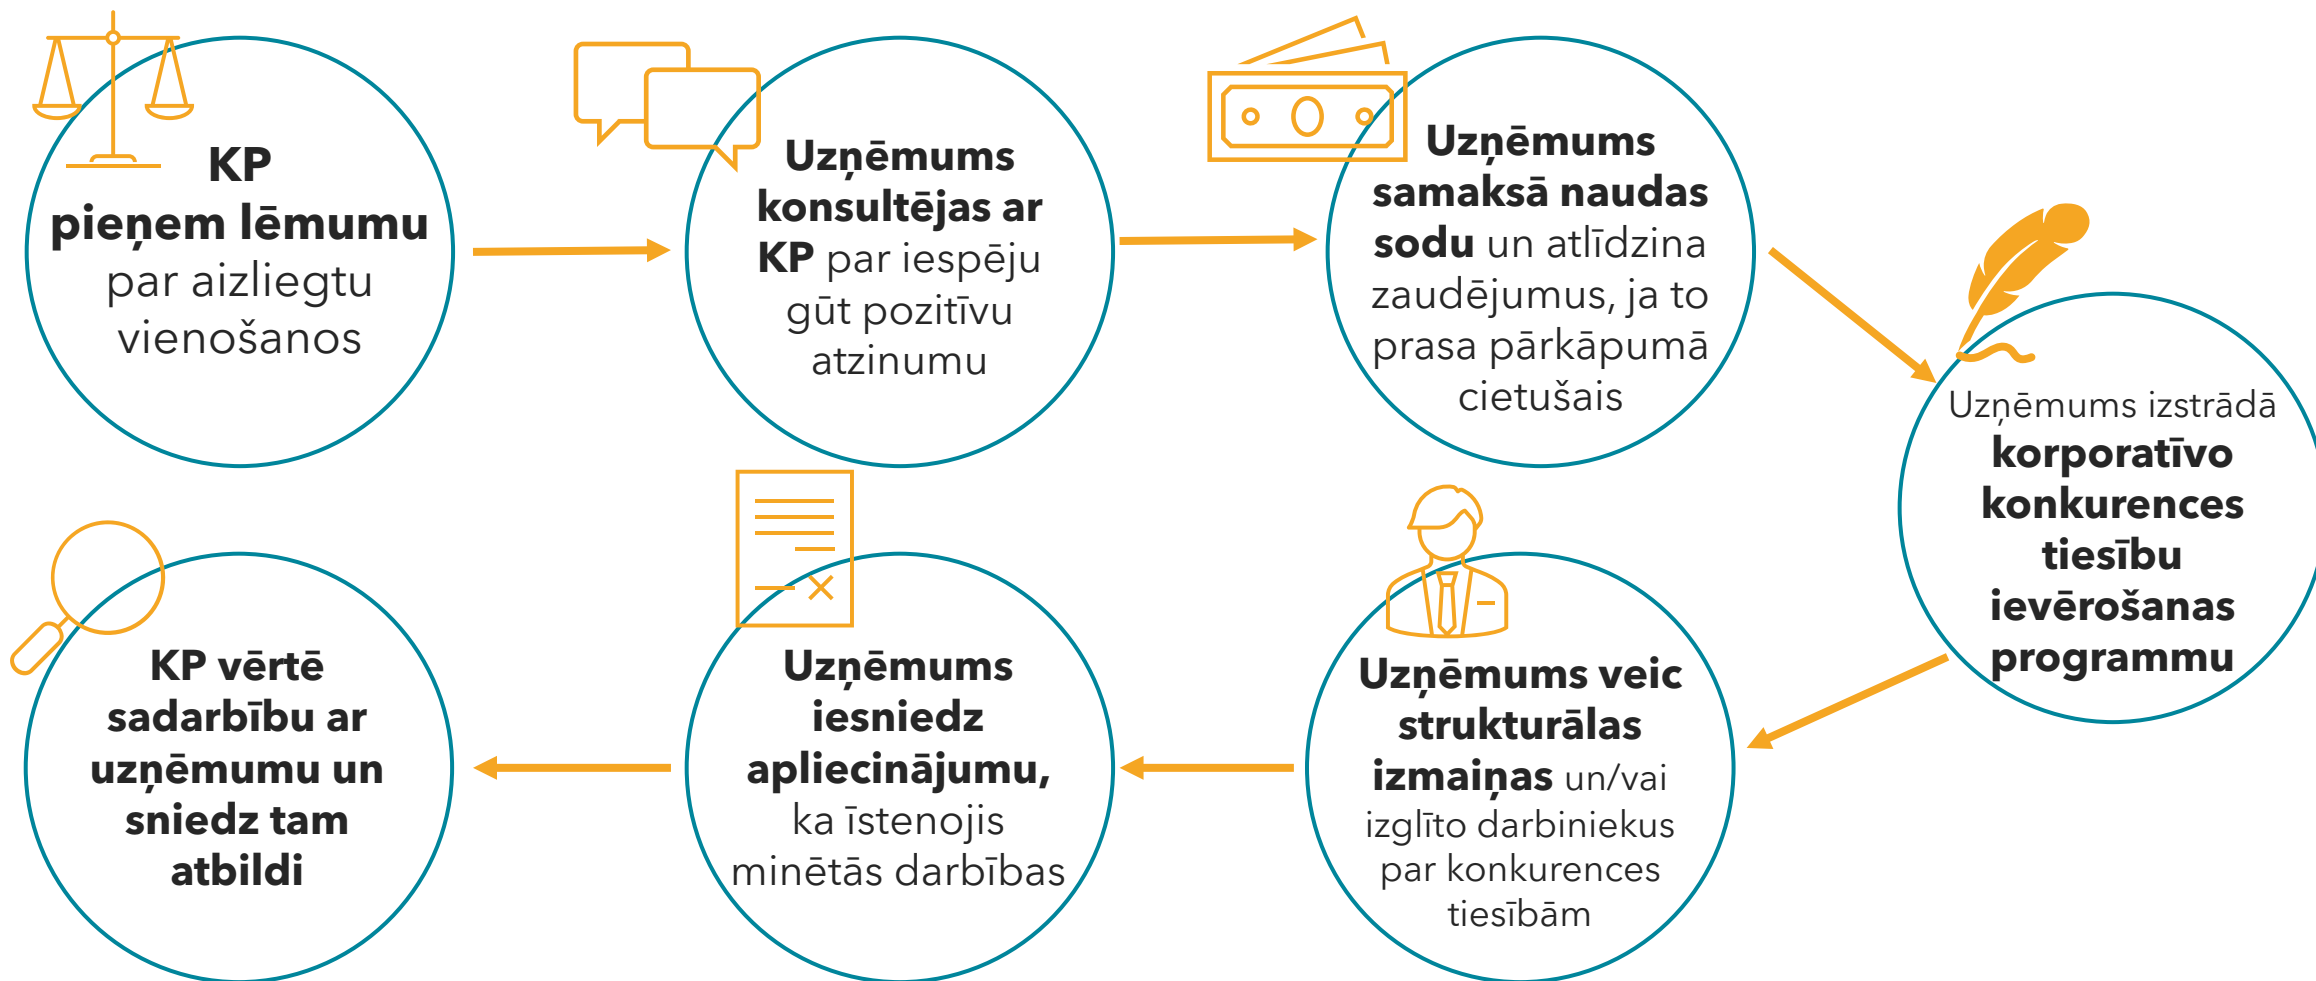 KP
pieņem lēmumu
par aizliegtu
vienošanos
Uzņēmums
konsultējas ar
KP par iespēju
gūt pozitīvu
atzinumu
Uzņēmums
samaksā naudas
sodu un atlīdzina
zaudējumus, ja to
prasa pārkāpumā
cietušais
Uzņēmums izstrādā
korporatīvo
konkurences
tiesību
ievērošanas
programmu
Uzņēmums veic
strukturālas
izmaiņas un/vai
izglīto darbiniekus
par konkurences
tiesībām
Uzņēmums
iesniedz
apliecinājumu,
ka īstenojis
minētās darbības
KP vērtē
sadarbību ar
uzņēmumu un
sniedz tam
atbildi